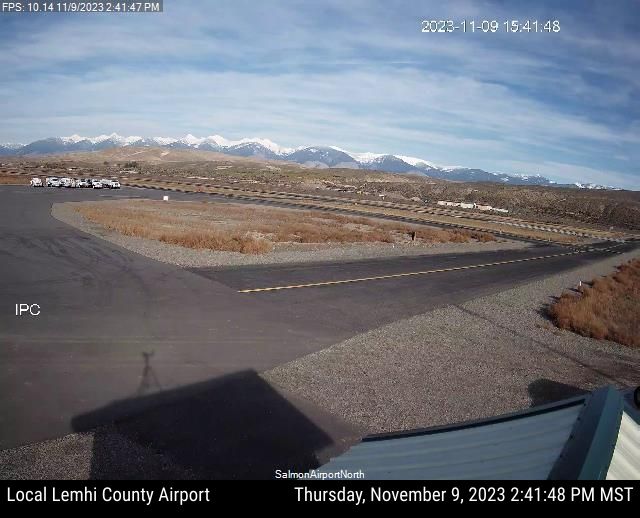 FPS: 10.14 11/9/2023 2:41:47 PM
2023-11-09 15:41:48
IPC
SalmonAirportNorth
Local Lemhi County Airport Thursday, November 9, 2023 2:41:48 PM MST